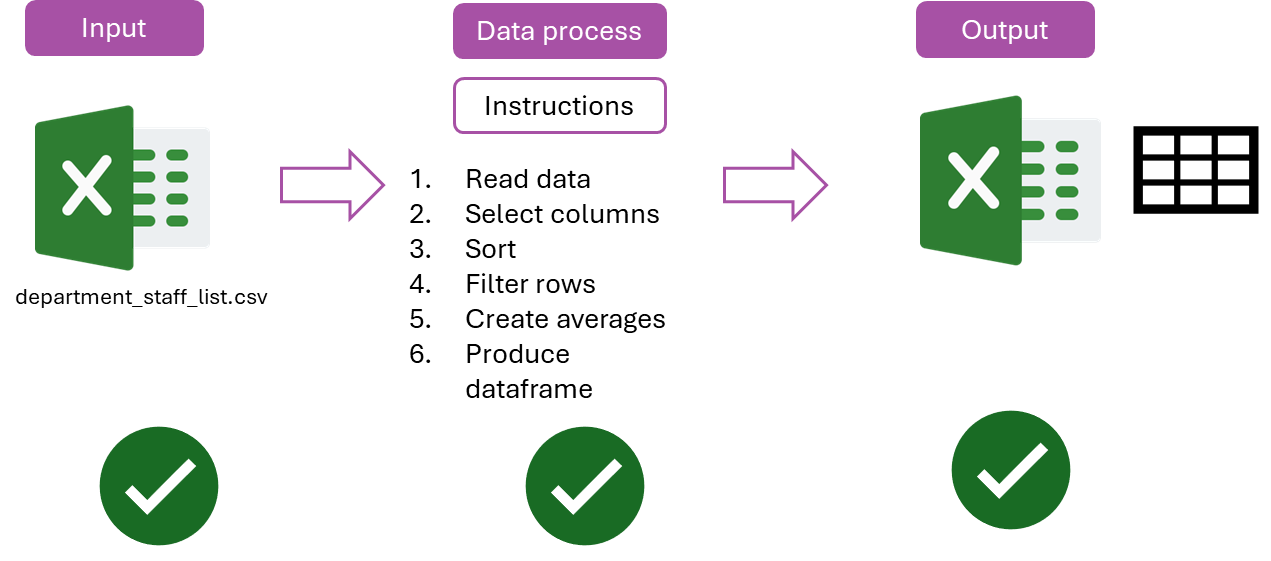 Input
department_staff_list.csv
Data process
Instructions
1. Read data
2. Select columns
3. Sort
4. Filter rows
5. Create averages
6. Produce
dataframe
Output